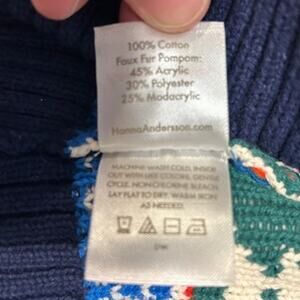 100% Cotton
Faux Fur Pompom:
45% Acrylic
30% Polyester
25% Modacrylic
HannaAndersson.com
MACHINE WASH COLD, INSIDE
OUT WITH LIKE COLORS, GENTLE
CYCLE. NON-CHLORINE BLEACH.
LAY FLAT TO DRY. WARM IRON
AS NEEDED.